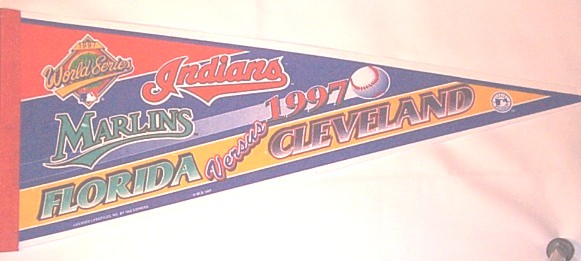 1997
World Series
Indians
1997
MARLINS
FLORIDA Versus CLEVELAND